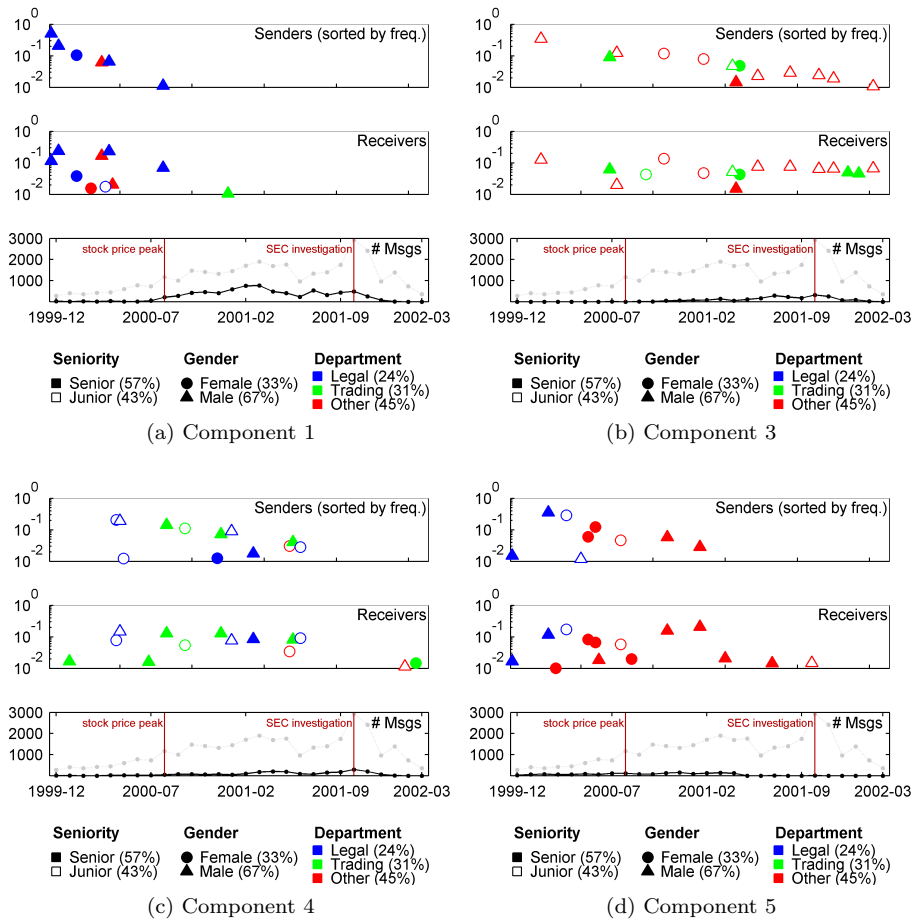 10^0
Senders (sorted by freq.)
10^-1
10^-2
10^0
Receivers
10^-1
10^-2
3000
2000
1000
stock price peak
SEC investigation
# Msgs
1999-12 2000-07 2001-02 2001-09 2002-03
Seniority Gender Department
Senior (57%) Female (33%) Legal (24%)
Junior (43%) Male (67%) Trading (31%)
Other (45%)
(a) Component 1
10^0
Senders (sorted by freq.)
10^-1
10^-2
10^0
Receivers
10^-1
10^-2
3000
2000
1000
stock price peak
SEC investigation
# Msgs
1999-12 2000-07 2001-02 2001-09 2002-03
Seniority Gender Department
Senior (57%) Female (33%) Legal (24%)
Junior (43%) Male (67%) Trading (31%)
Other (45%)
(b) Component 3
10^0
Senders (sorted by freq.)
10^-1
10^-2
10^0
Receivers
10^-1
10^-2
3000
2000
1000
stock price peak
SEC investigation
# Msgs
1999-12 2000-07 2001-02 2001-09 2002-03
Seniority Gender Department
Senior (57%) Female (33%) Legal (24%)
Junior (43%) Male (67%) Trading (31%)
Other (45%)
(c) Component 4
10^0
Senders (sorted by freq.)
10^-1
10^-2
10^0
Receivers
10^-1
10^-2
3000
2000
1000
stock price peak
SEC investigation
# Msgs
1999-12 2000-07 2001-02 2001-09 2002-03
Seniority Gender Department
Senior (57%) Female (33%) Legal (24%)
Junior (43%) Male (67%) Trading (31%)
Other (45%)
(d) Component 5